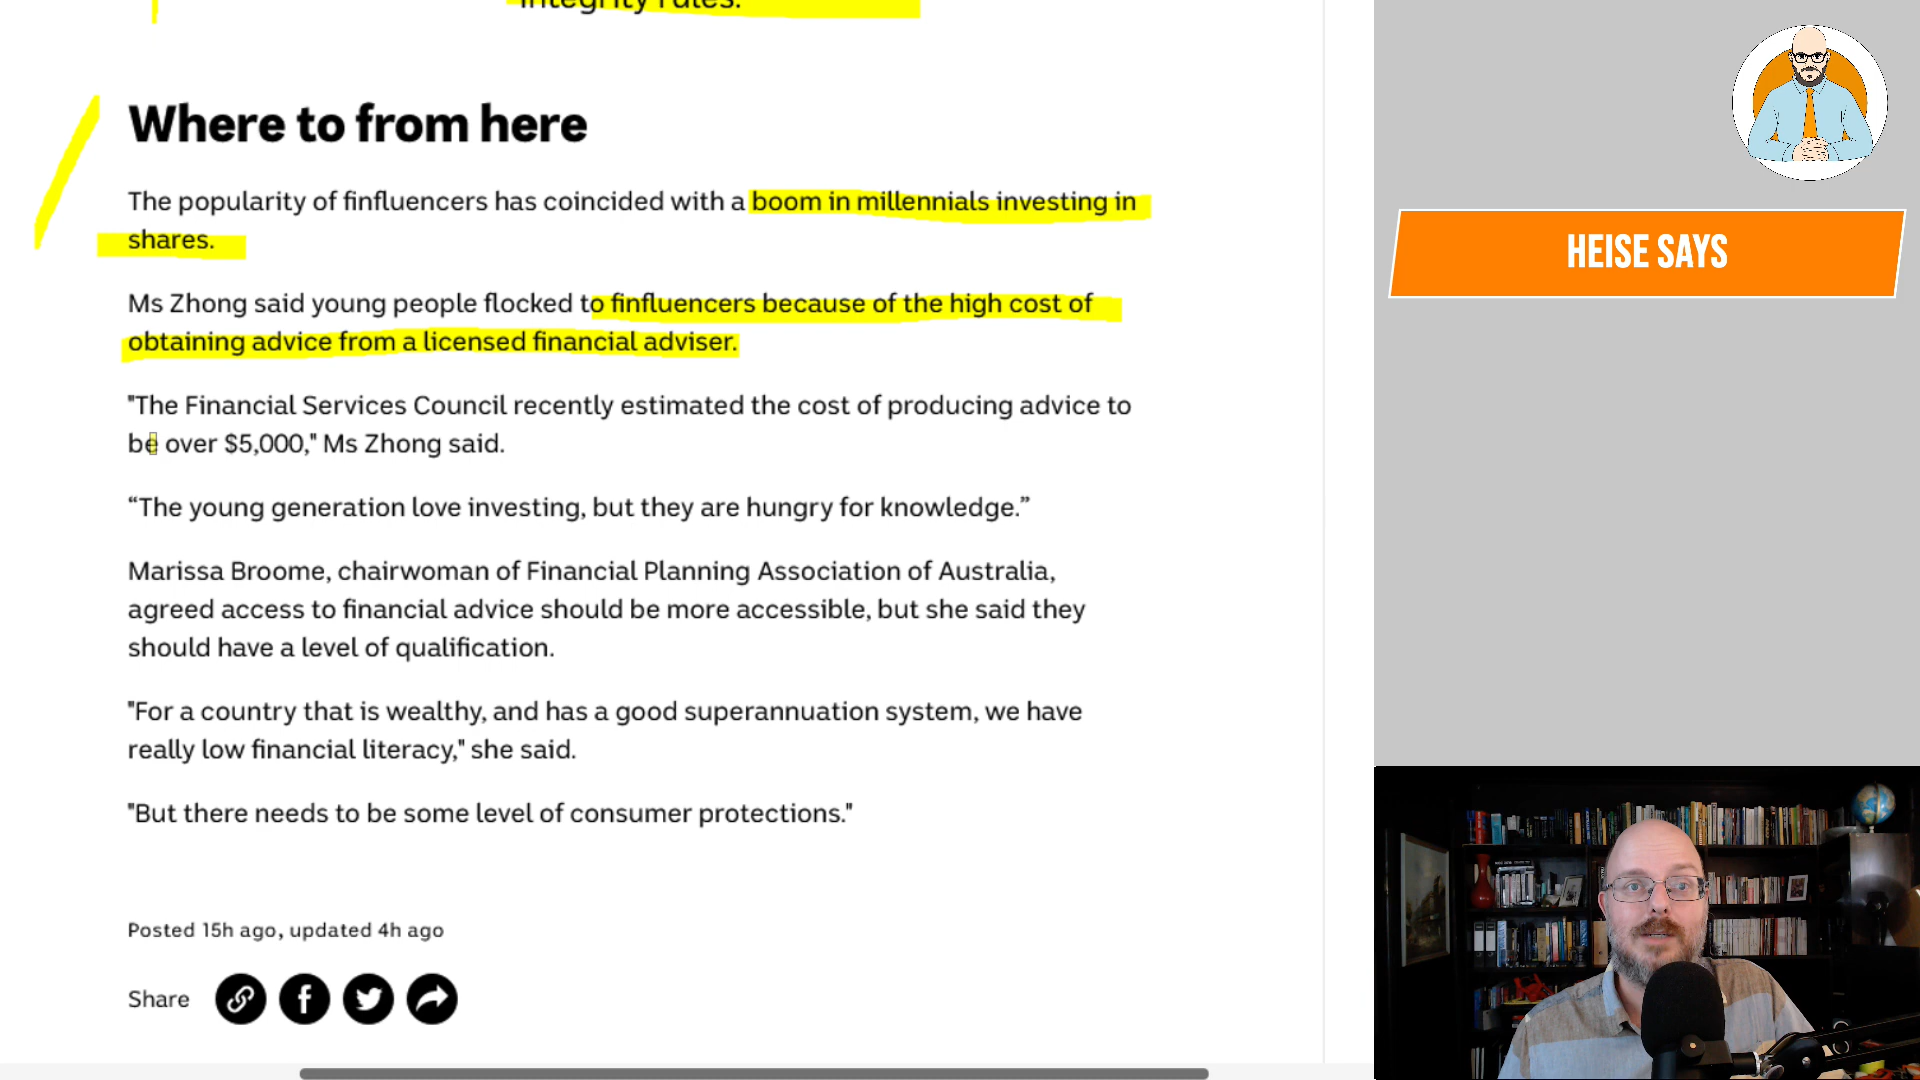 integrity rules.
Where to from here
The popularity of finfluencers has coincided with a boom in millennials investing in
shares.
Ms Zhong said young people flocked to finfluencers because of the high cost of
obtaining advice from a licensed financial adviser.
"The Financial Services Council recently estimated the cost of producing advice to
be over $5,000," Ms Zhong said.
“The young generation love investing, but they are hungry for knowledge.”
Marissa Broome, chairwoman of Financial Planning Association of Australia,
agreed access to financial advice should be more accessible, but she said they
should have a level of qualification.
"For a country that is wealthy, and has a good superannuation system, we have
really low financial literacy," she said.
"But there needs to be some level of consumer protections."
Posted 15h ago, updated 4h ago
Share
HEISE SAYS